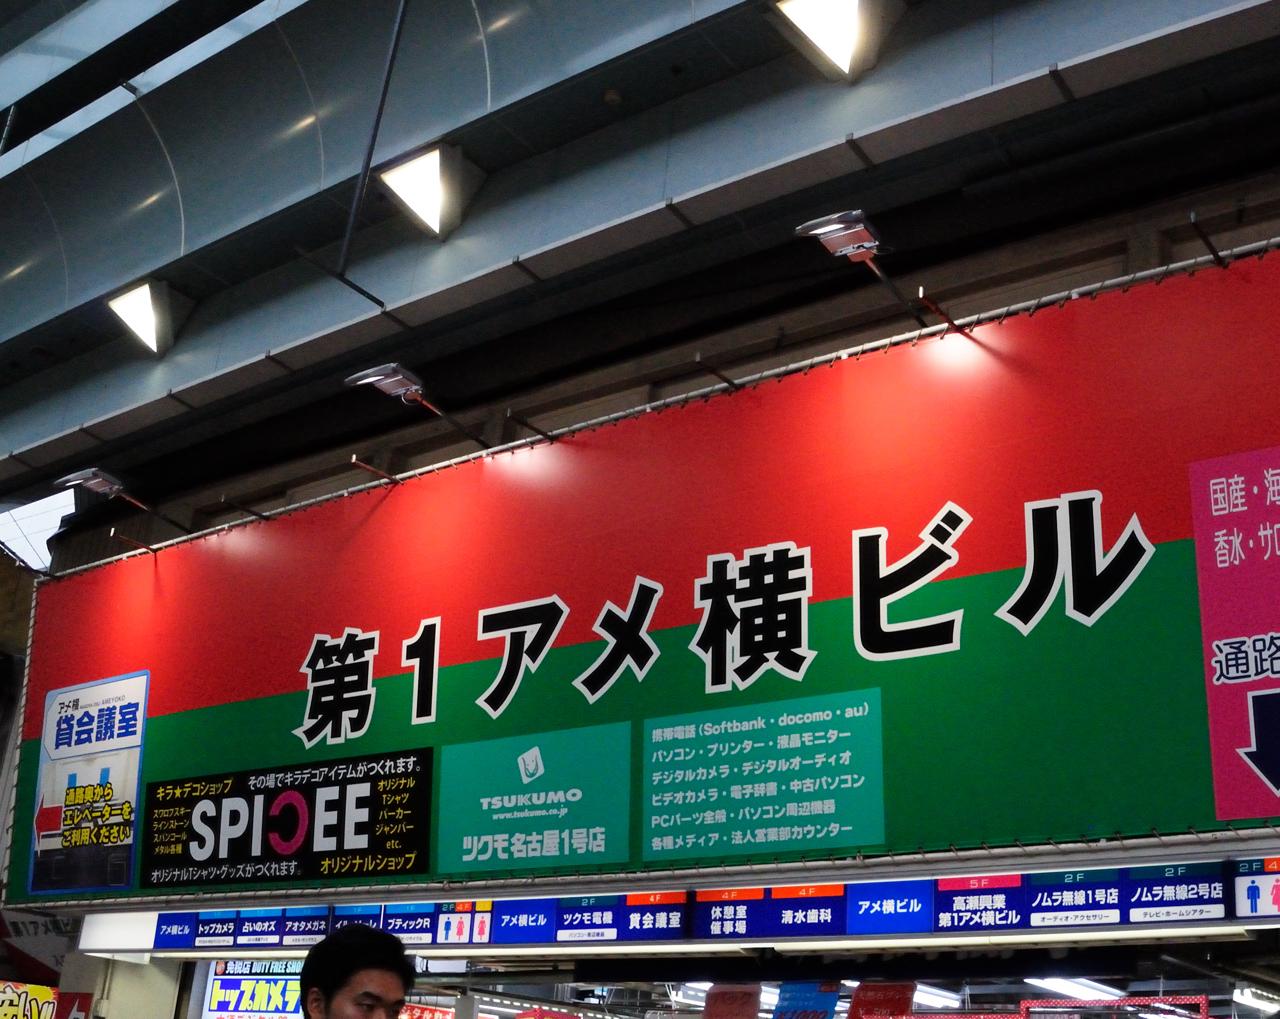 第1アメ横ビル
国産・海
香水・サロ
通路
アメ横
貸会議室
通路奥から
エレベーターを
ご利用ください
キラ★デコショップ
その場でキラデコアイテムがつくれます。
スワロフスキー
ラインストーン
スパンコール
メタル各種
SPICEE
オリジナル
Tシャツ
パーカー
ジャンパー
etc.
オリジナルTシャツ・グッズがつくれます。
オリジナルショップ
TSUKUMO
www.tsukumo.co.jp
ツクモ名古屋1号店
携帯電話(Softbank・docomo・au)
パソコン・プリンター・液晶モニター
デジタルカメラ・デジタルオーディオ
ビデオカメラ・電子辞書・中古パソコン
PCパーツ全般・パソコン周辺機器
各種メディア・法人営業部カウンター
アメ横ビル
トップカメラ
占いのオズ
アオタメガネ
ブティックR
2F
4F
アメ横ビル
2F
ツクモ電機
パソコン・周辺機器
4F
貸会議室
4F
休憩室
催事場
4F
清水歯科
アメ横ビル
5F
高瀬興業
第1アメ横ビル
2F
ノムラ無線1号店
オーディオ・アクセサリー
2F
ノムラ無線2号店
テレビ・ホームシアター
2F
4F
免税店 DUTY FREE SHO
トップカメラ